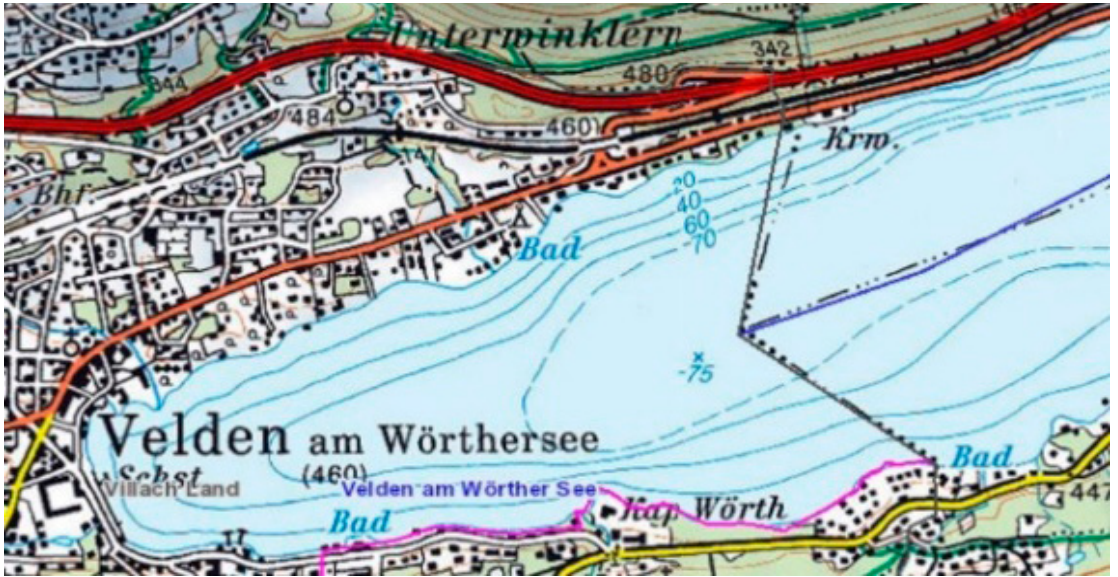 Unterwinklern
342
480
344
484
460)
Krw.
Bhf.
20
40
60
70
Bad
-75
Velden am Wörthersee
(460)
Bad
Villach Land
Velden am Wörther See
Kap Wörth
447
Bad